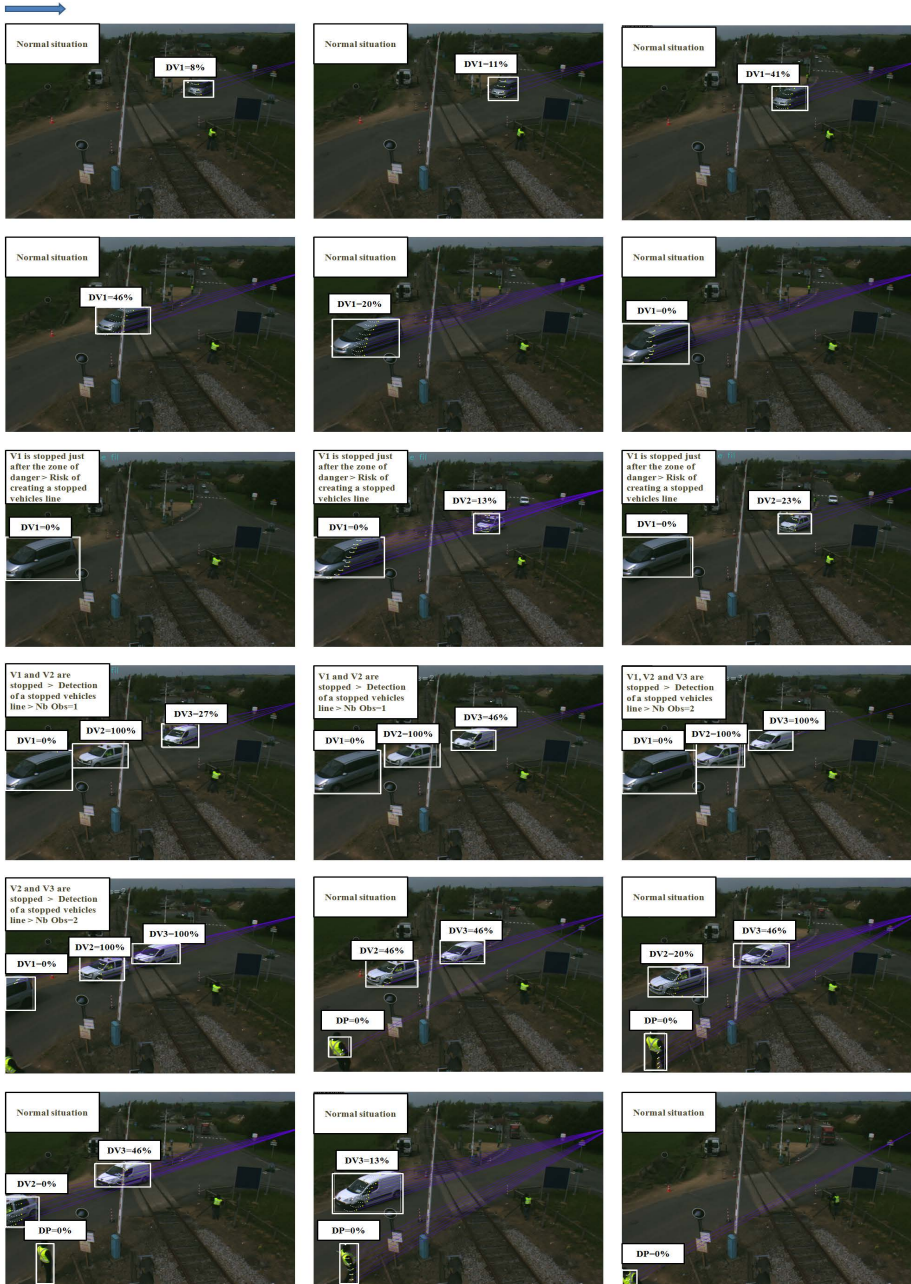 Normal situation
DV1=8%
Normal situation
DV1=11%
Normal situation
DV1=41%
Normal situation
DV1=46%
Normal situation
DV1=20%
Normal situation
DV1=0%
V1 is stopped just
after the zone of
danger > Risk of
creating a stopped
vehicles line
DV1=0%
V1 is stopped just
after the zone of
danger > Risk of
creating a stopped
vehicles line
DV2=13%
DV1=0%
V1 is stopped just
after the zone of
danger > Risk of
creating a stopped
vehicles line
DV2=23%
DV1=0%
V1 and V2 are
stopped > Detection
of a stopped vehicles
line > Nb Obs=1
DV3=27%
DV2=100%
DV1=0%
V1 and V2 are
stopped > Detection
of a stopped vehicles
line > Nb Obs=1
DV3=46%
DV2=100%
DV1=0%
V1, V2 and V3 are
stopped > Detection
of a stopped vehicles
line > Nb Obs=2
DV3=100%
DV2=100%
DV1=0%
V2 and V3 are
stopped > Detection
of a stopped vehicles
line > Nb Obs=2
DV3=100%
DV2=100%
DV1=0%
Normal situation
DV3=46%
DV2=46%
DP=0%
Normal situation
DV3=46%
DV2=20%
DP=0%
Normal situation
DV3=46%
DV2=0%
DP=0%
Normal situation
DV3=13%
DP=0%
Normal situation
DP=0%